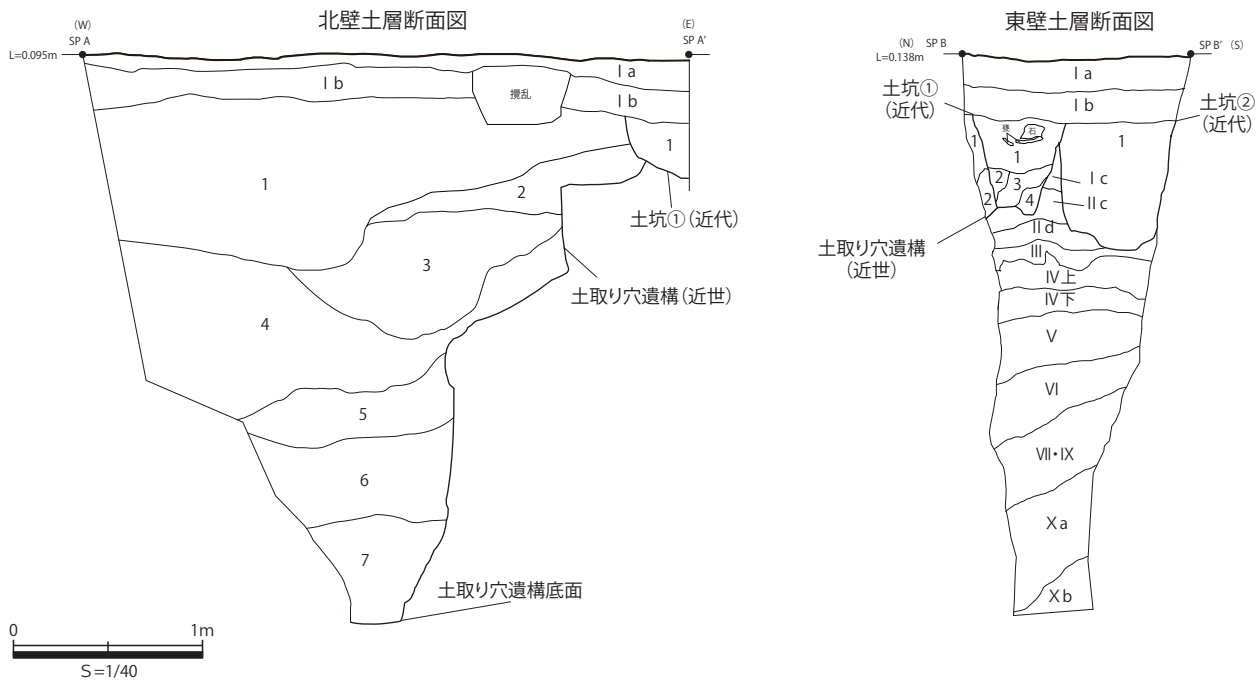 北壁土層断面図
(W)
SP A
L=0.095m
(E)
SP A’
Ⅰa
Ⅰb
攪乱
Ⅰb
1
1
2
土坑①(近代)
3
土取り穴遺構(近世)
4
5
6
7
土取り穴遺構底面
0 1m
S=1/40
東壁土層断面図
(N) SP B
L=0.138m
SP B’ (S)
Ⅰa
Ⅰb
土坑①
(近代)
土坑②
(近代)
石
1
1
1
2
3
2
4
Ⅰc
Ⅱc
Ⅱd
土取り穴遺構
(近世)
Ⅲ
Ⅳ上
Ⅳ下
Ⅴ
Ⅵ
Ⅶ・Ⅸ
Ⅹa
Ⅹb